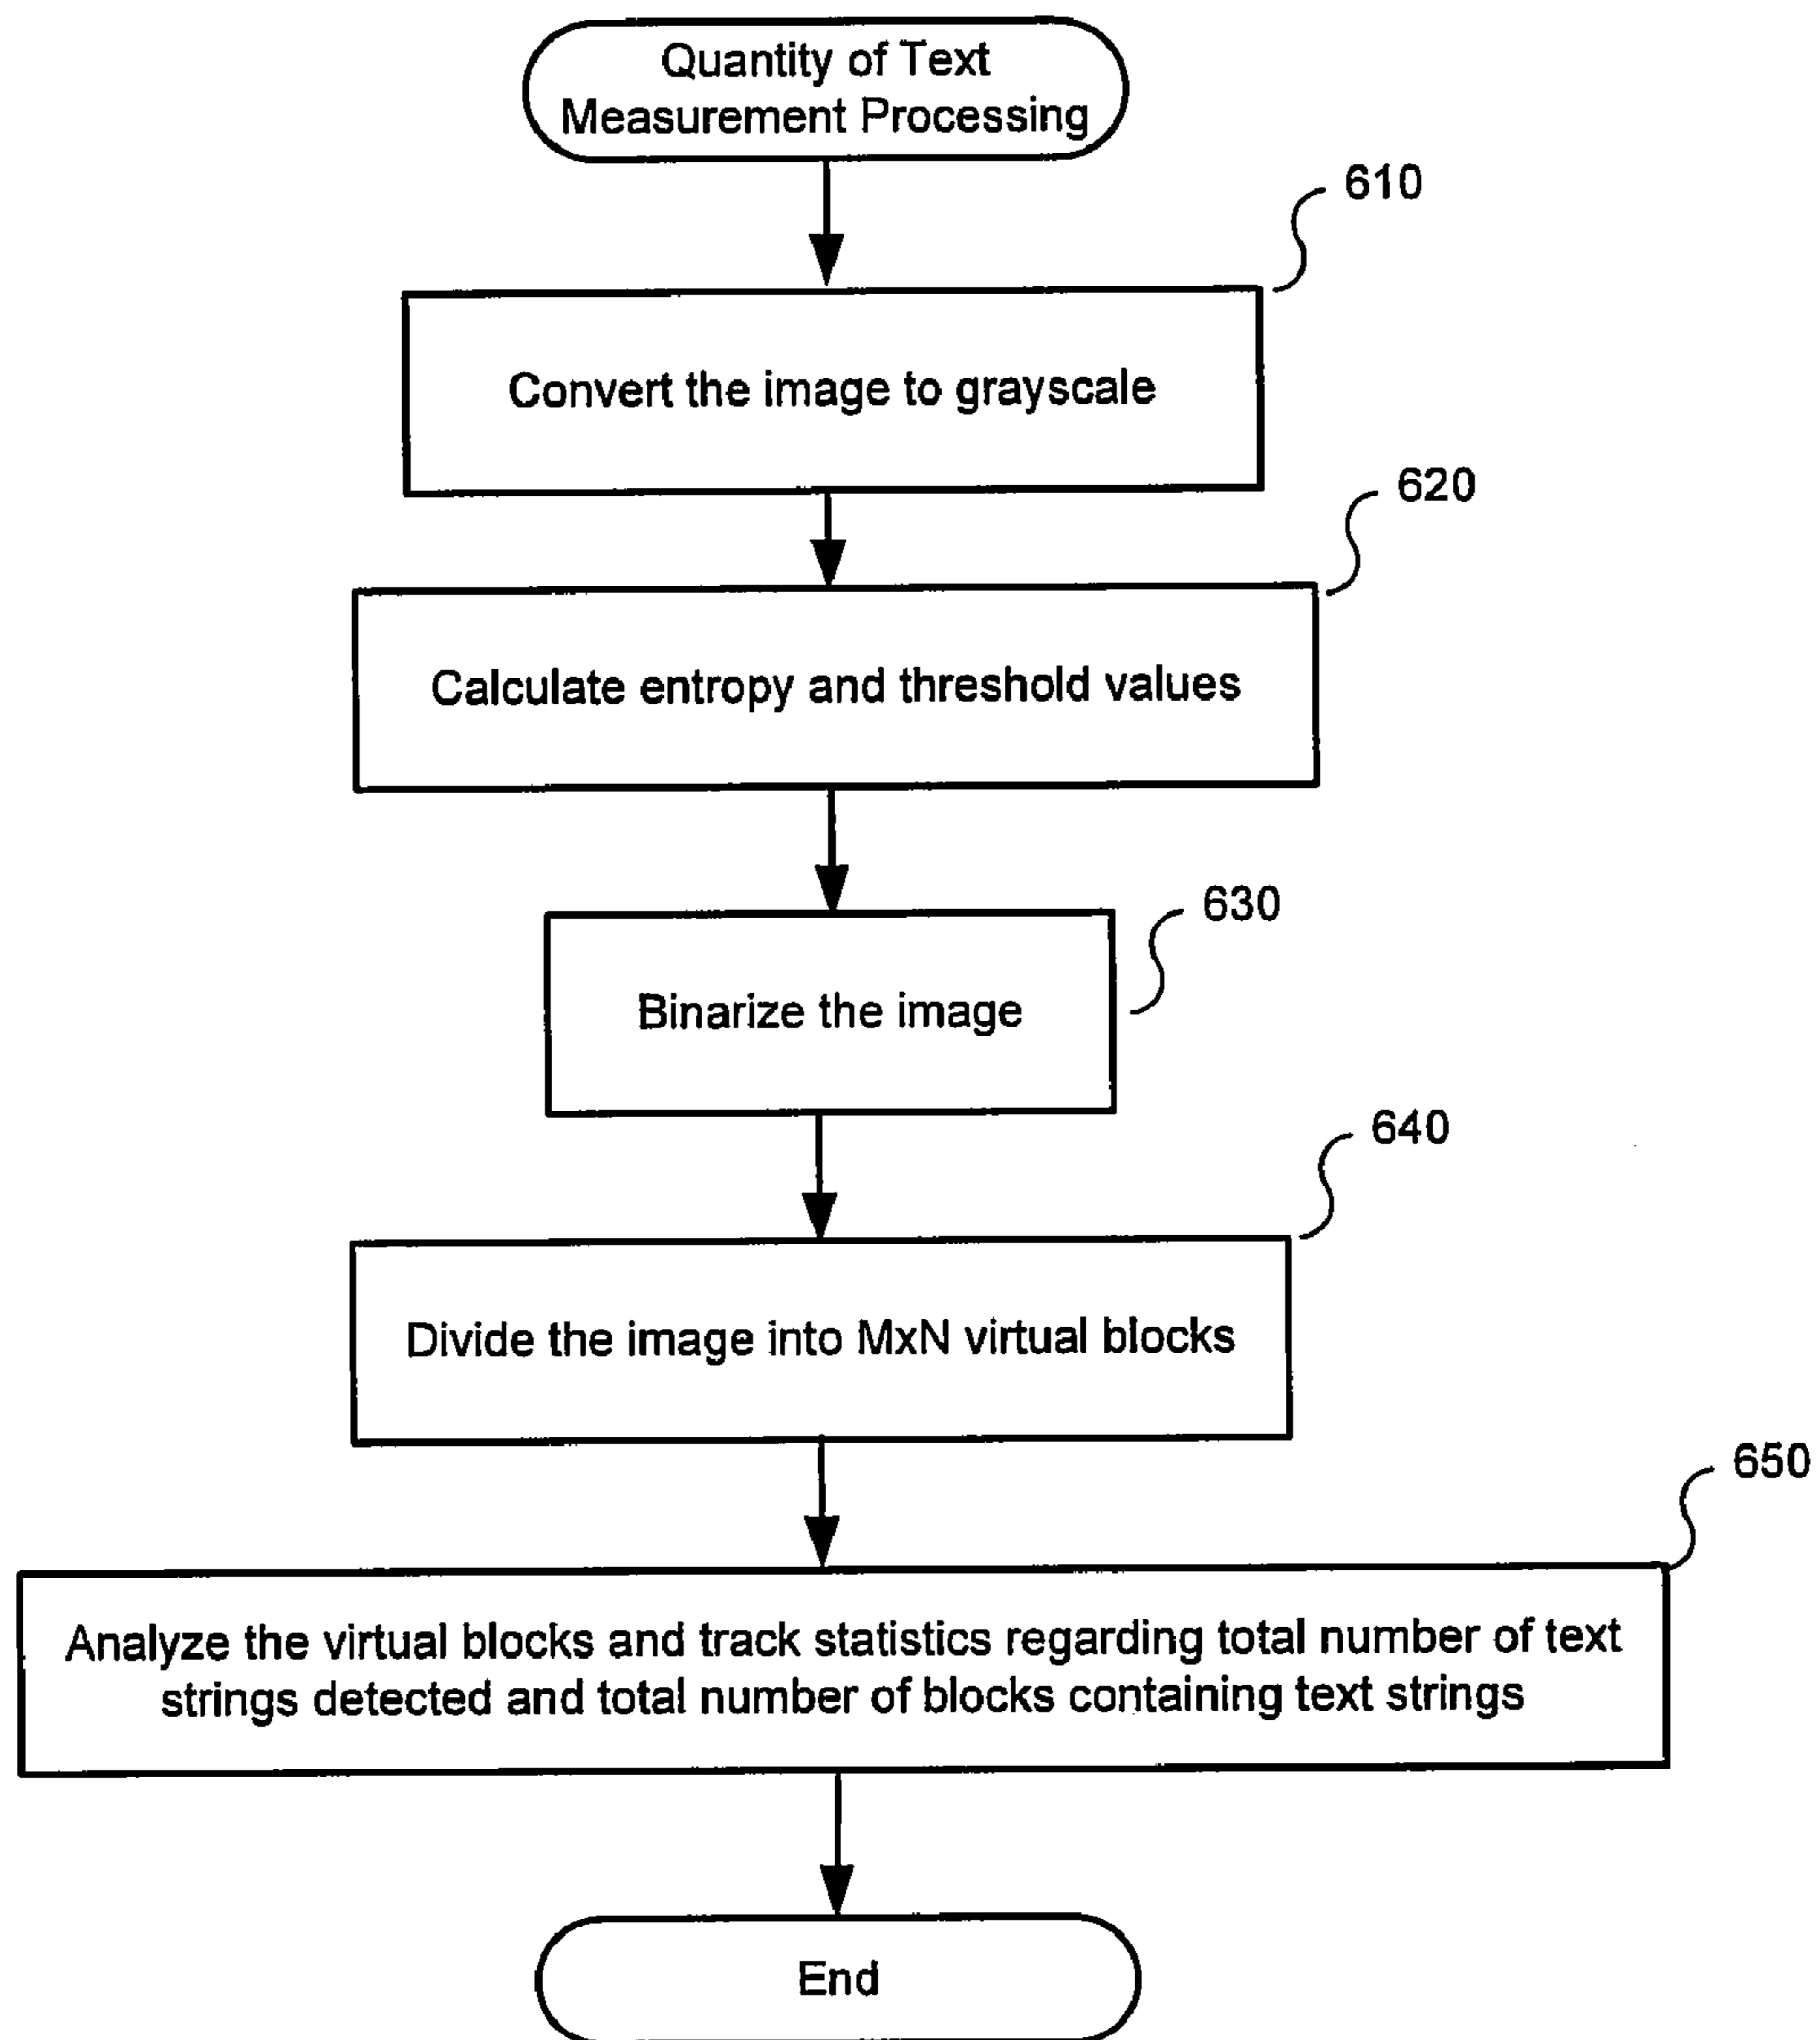 Quantity of Text
Measurement Processing
610
Convert the image to grayscale
620
Calculate entropy and threshold values
630
Binarize the image
640
Divide the image into MxN virtual blocks
650
Analyze the virtual blocks and track statistics regarding total number of text
strings detected and total number of blocks containing text strings
End